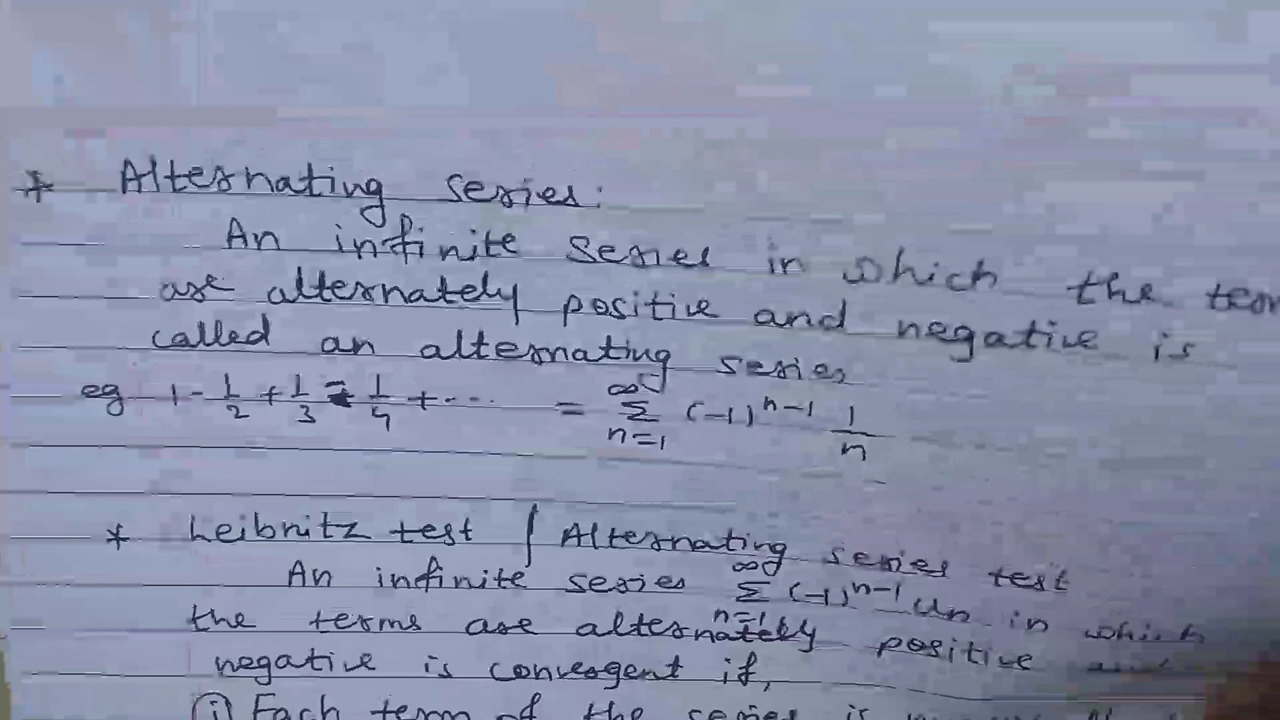 * Alternating series:
An infinite series in which the
are alternately positive and negative is
called an alternating series
eg 1 - 1/2 + 1/3 - 1/4 + ... = ∞ Σ n=1 (-1)^n-1 1/n
* Leibnitz test / Alternating series test
An infinite series ∞ Σ n=1 (-1)^n-1 un in which
the terms are alternately positive and
negative is convergent if,
(i) Each term of the series is